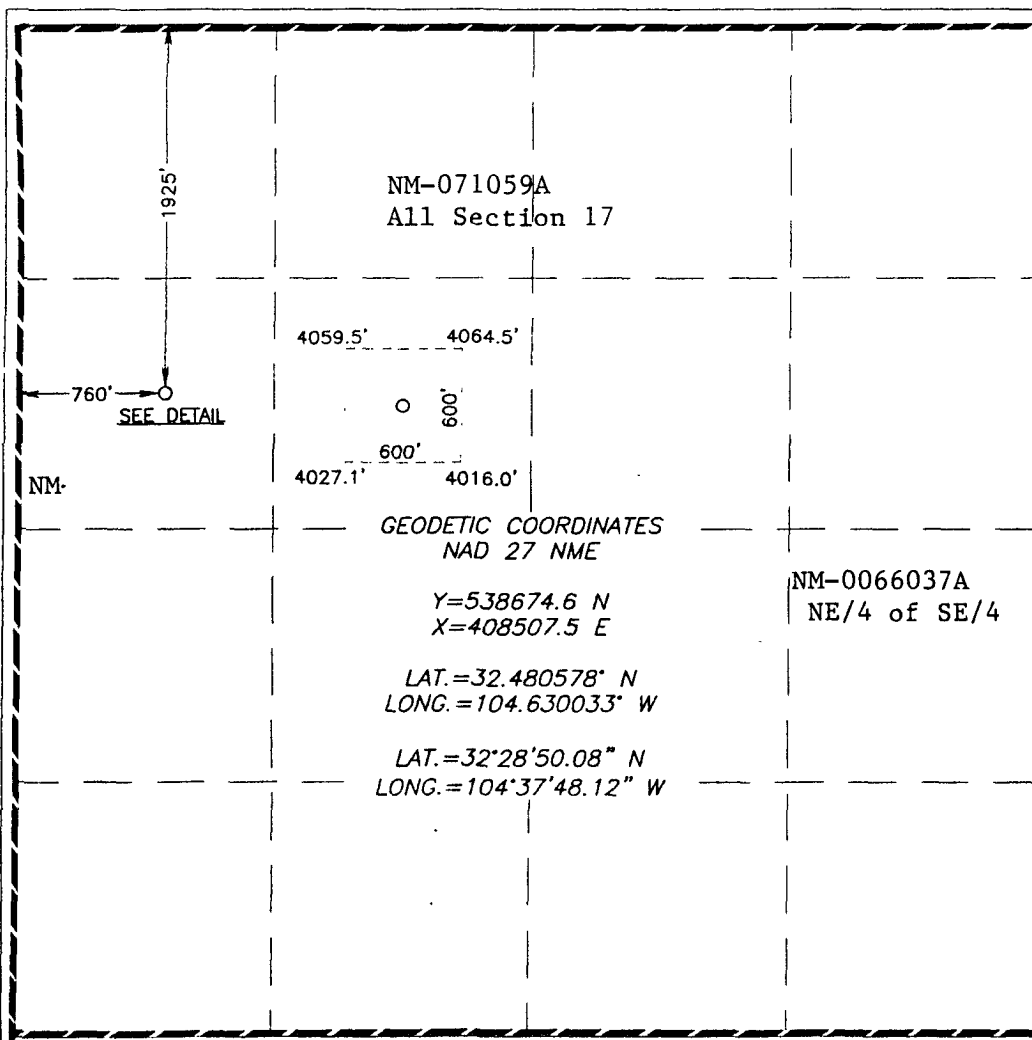 1925'
NM-071059A
All Section 17
4059.5' 4064.5'
760'
SEE DETAIL
600'
600'
4027.1' 4016.0'
NM-
GEODETIC COORDINATES
NAD 27 NME
NM-0066037A
NE/4 of SE/4
Y=538674.6 N
X=408507.5 E
LAT.=32.480578° N
LONG.=104.630033° W
LAT.=32°28'50.08" N
LONG.=104°37'48.12" W